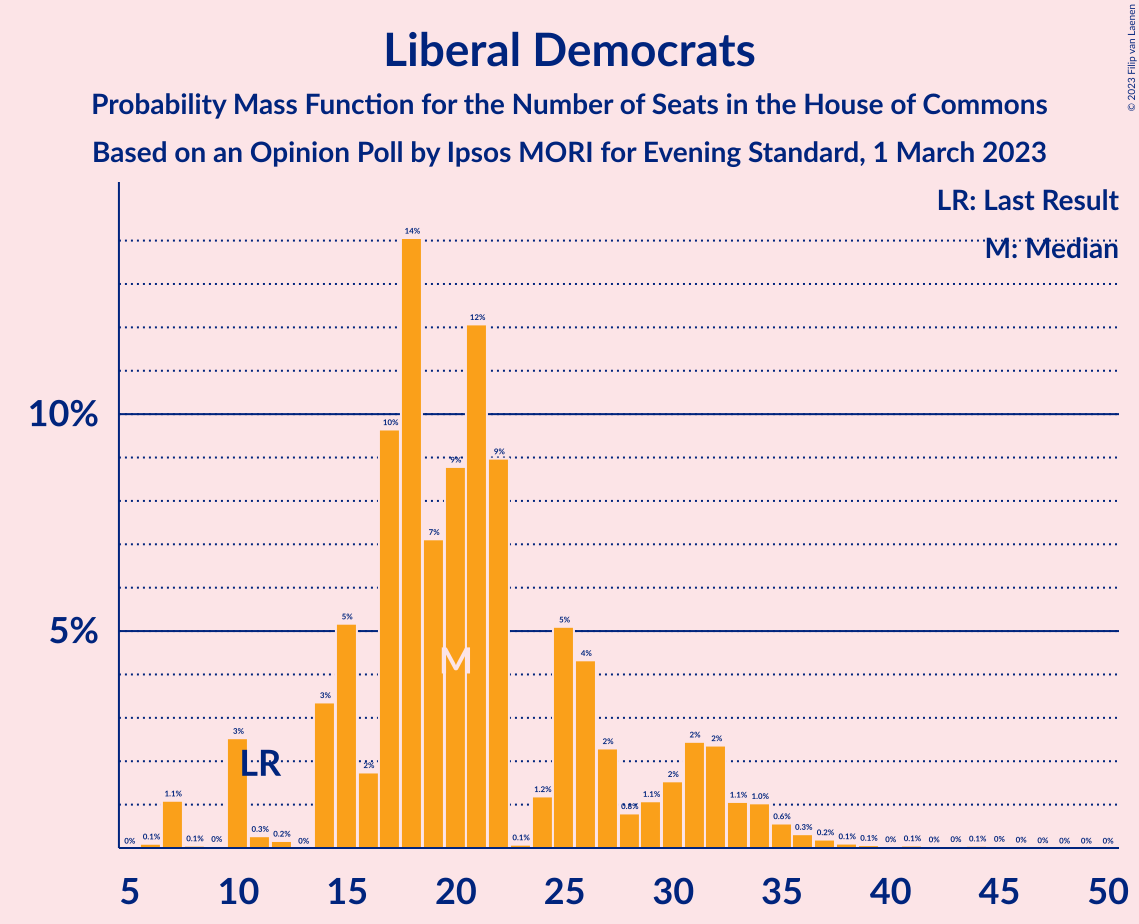 Liberal Democrats
Probability Mass Function for the Number of Seats in the House of Commons
Based on an Opinion Poll by Ipsos MORI for Evening Standard, 1 March 2023
© 2023 Filip van Laenen
LR: Last Result
M: Median
10%
5%
0% 0.1% 1.1% 0.1% 0% 3% 0.3% 0.2% 0% 3% 5% 2% 10% 14% 7% 9% 12% 9% 0.1% 1.2% 5% 4% 2% 0.8% 1.1% 2% 2% 2% 1.1% 1.0% 0.6% 0.3% 0.2% 0.1% 0.1% 0% 0.1% 0% 0% 0.1% 0% 0% 0% 0% 0% 0%
M
LR
5 10 15 20 25 30 35 40 45 50